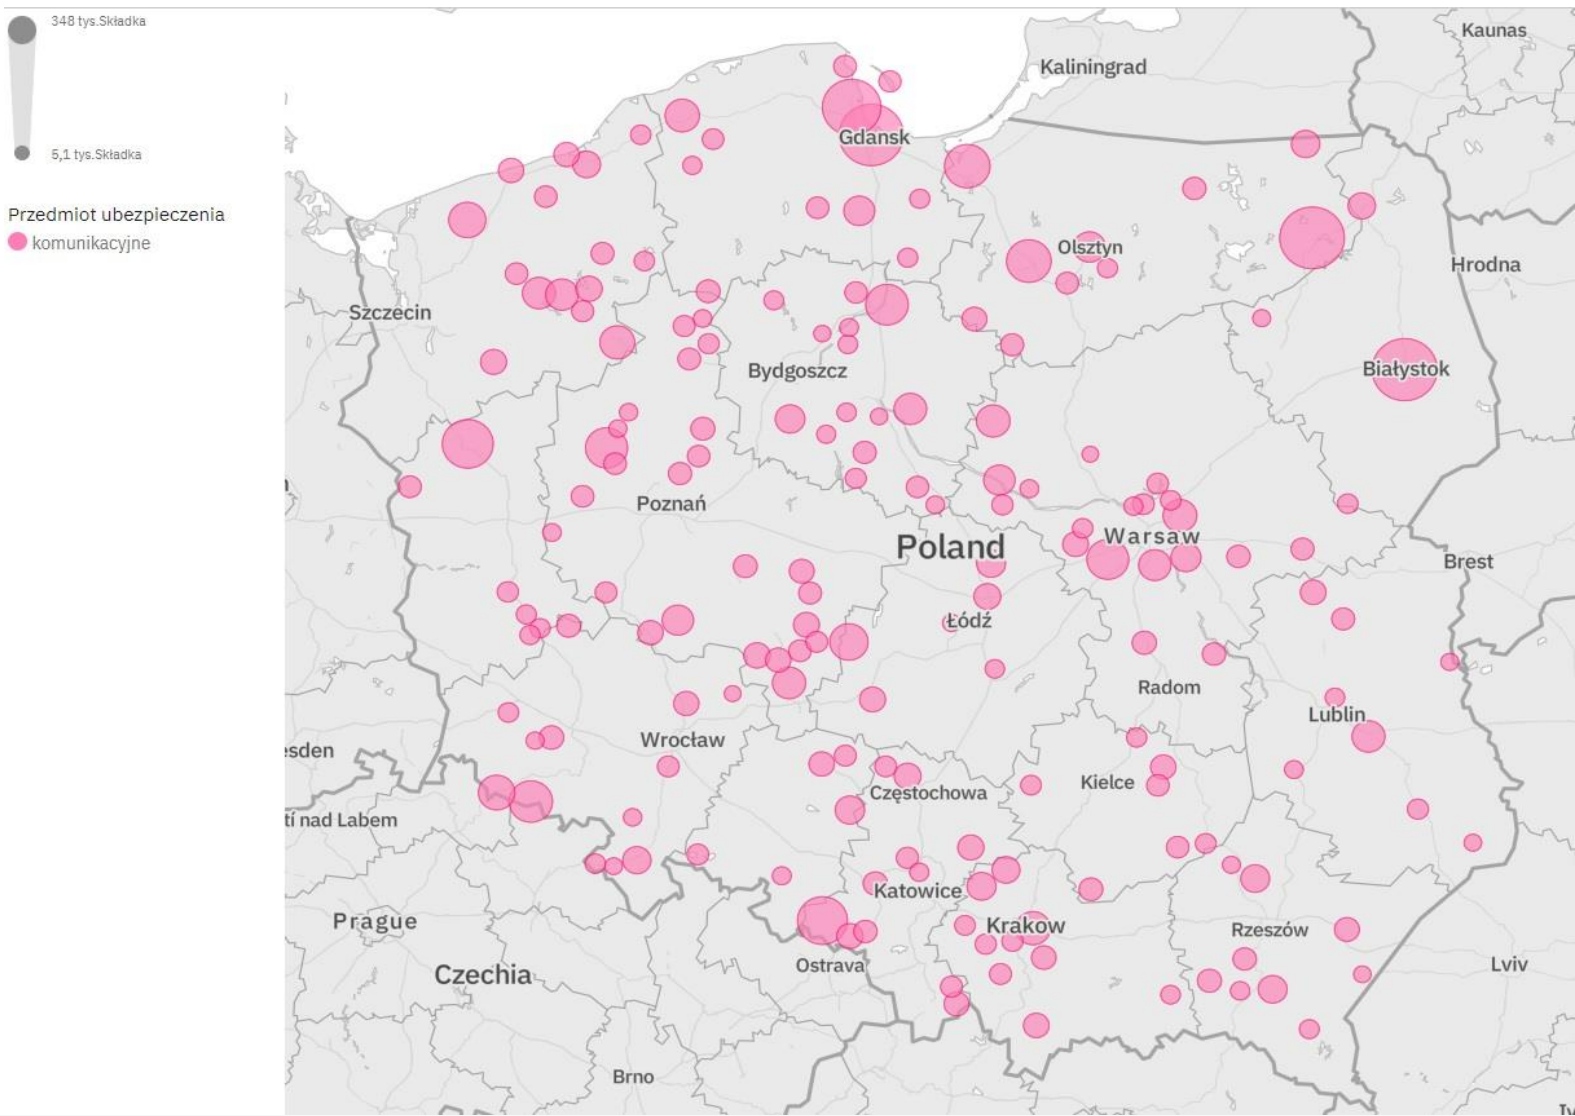 348 tys.Składka
5,1 tys.Składka
Przedmiot ubezpieczenia
komunikacyjne
Kaunas
Kaliningrad
Gdansk
Olsztyn
Hrodna
Szczecin
Bydgoszcz
Białystok
Poznań
Poland
Warsaw
Brest
Łódź
Radom
Lublin
Wrocław
esden
Kielce
Częstochowa
tí nad Labem
Katowice
Prague
Krakow
Rzeszów
Ostrava
Lviv
Czechia
Brno